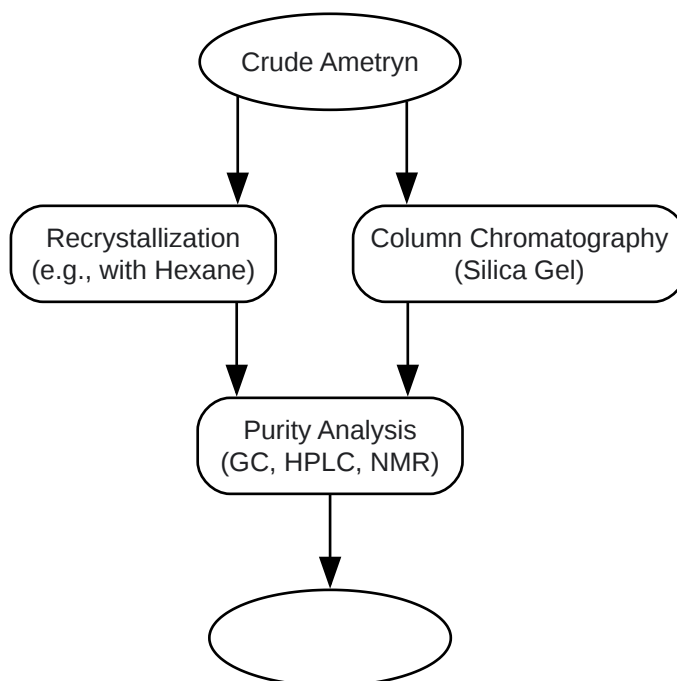 Crude Ametryn
Recrystallization
(e.g., with Hexane)
Column Chromatography
(Silica Gel)
Purity Analysis
(GC, HPLC, NMR)